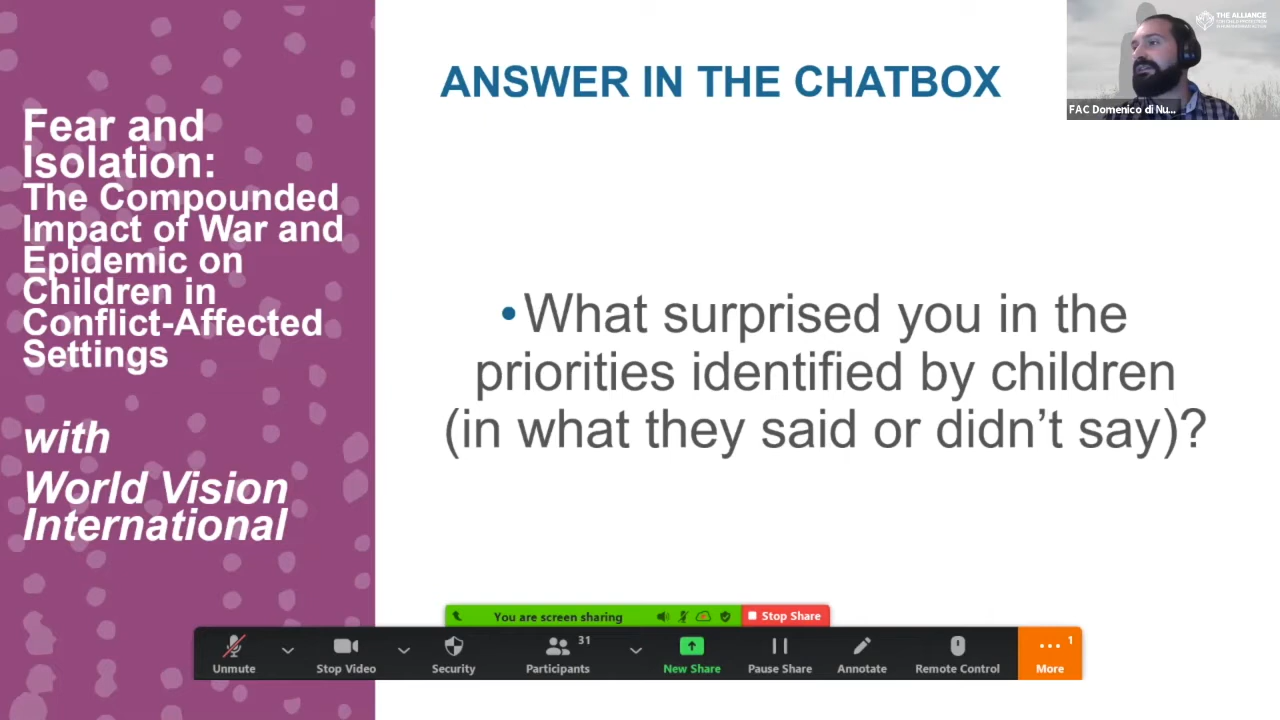 ANSWER IN THE CHATBOX
THE ALLIANCE
FAC Domenico di Nu...
Fear and
Isolation:
The Compounded
Impact of War and
Epidemic on
Children in
Conflict-Affected
Settings
with
World Vision
International
•What surprised you in the
priorities identified by children
(in what they said or didn't say)?
You are screen sharing
Stop Share
Unmute
Stop Video
Security
Participants
31
New Share
Pause Share
Annotate
Remote Control
More
1